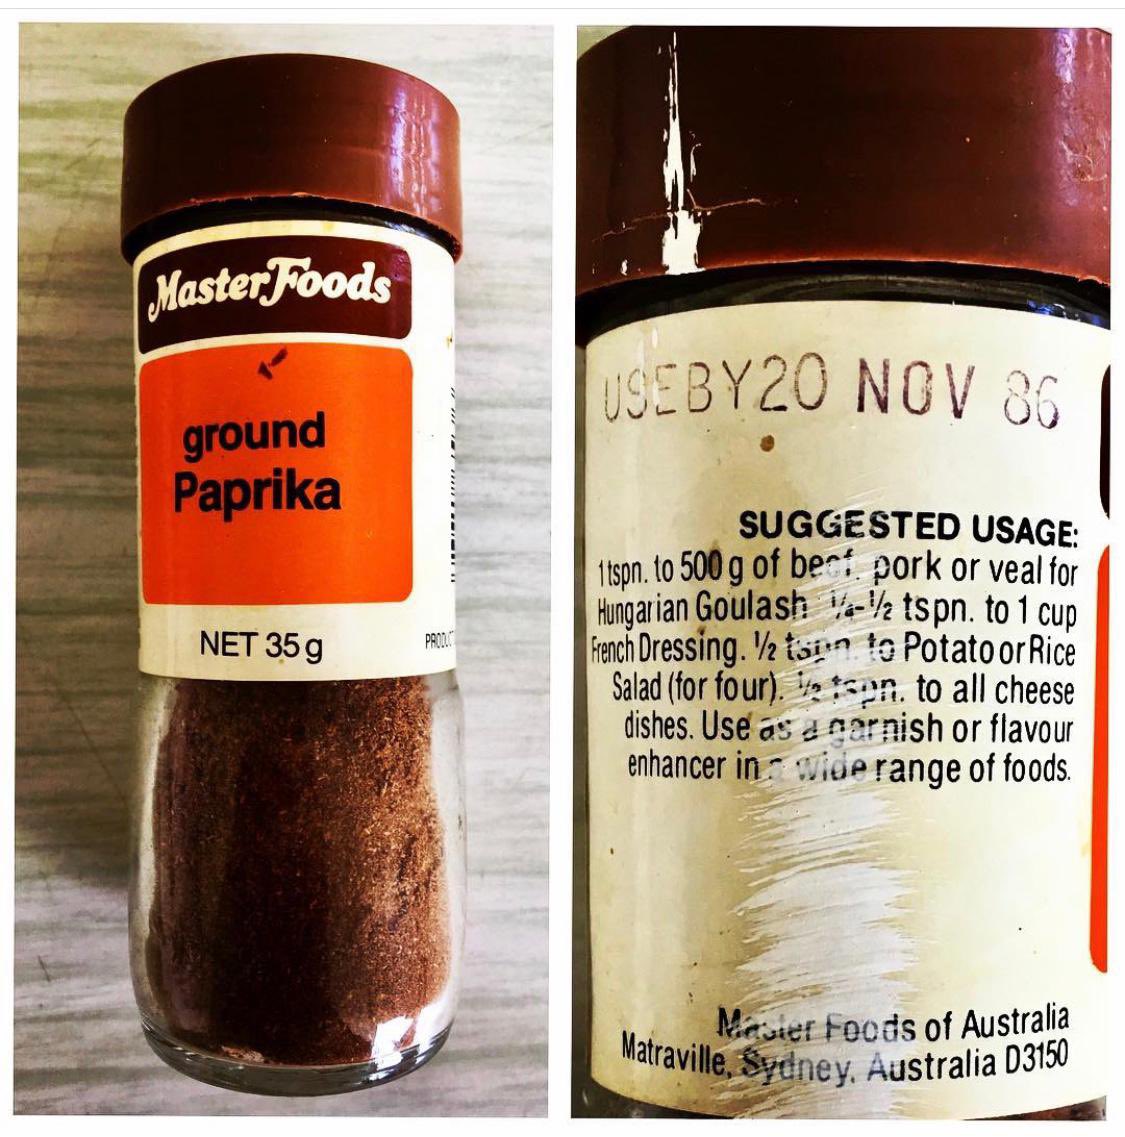 MasterFoods
ground
Paprika
NET 35g
USEBY20 NOV 86
SUGGESTED USAGE:
1 tspn. to 500 g of beef. pork or veal for
Hungarian Goulash. ¼-½ tspn. to 1 cup
French Dressing. ½ tspn. to Potato or Rice
Salad (for four). ½ tspn. to all cheese
dishes. Use as a garnish or flavour
enhancer in a wide range of foods.
Master Foods of Australia
Matraville, Sydney, Australia D3150